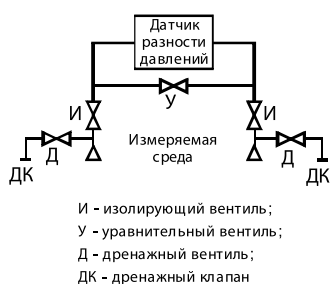 Датчик
разности
давлений
У
И
И
Измеряемая
среда
Д
Д
ДК
ДК
И – изолирующий вентиль;
У – уравнительный вентиль;
Д – дренажный вентиль;
ДК – дренажный клапан